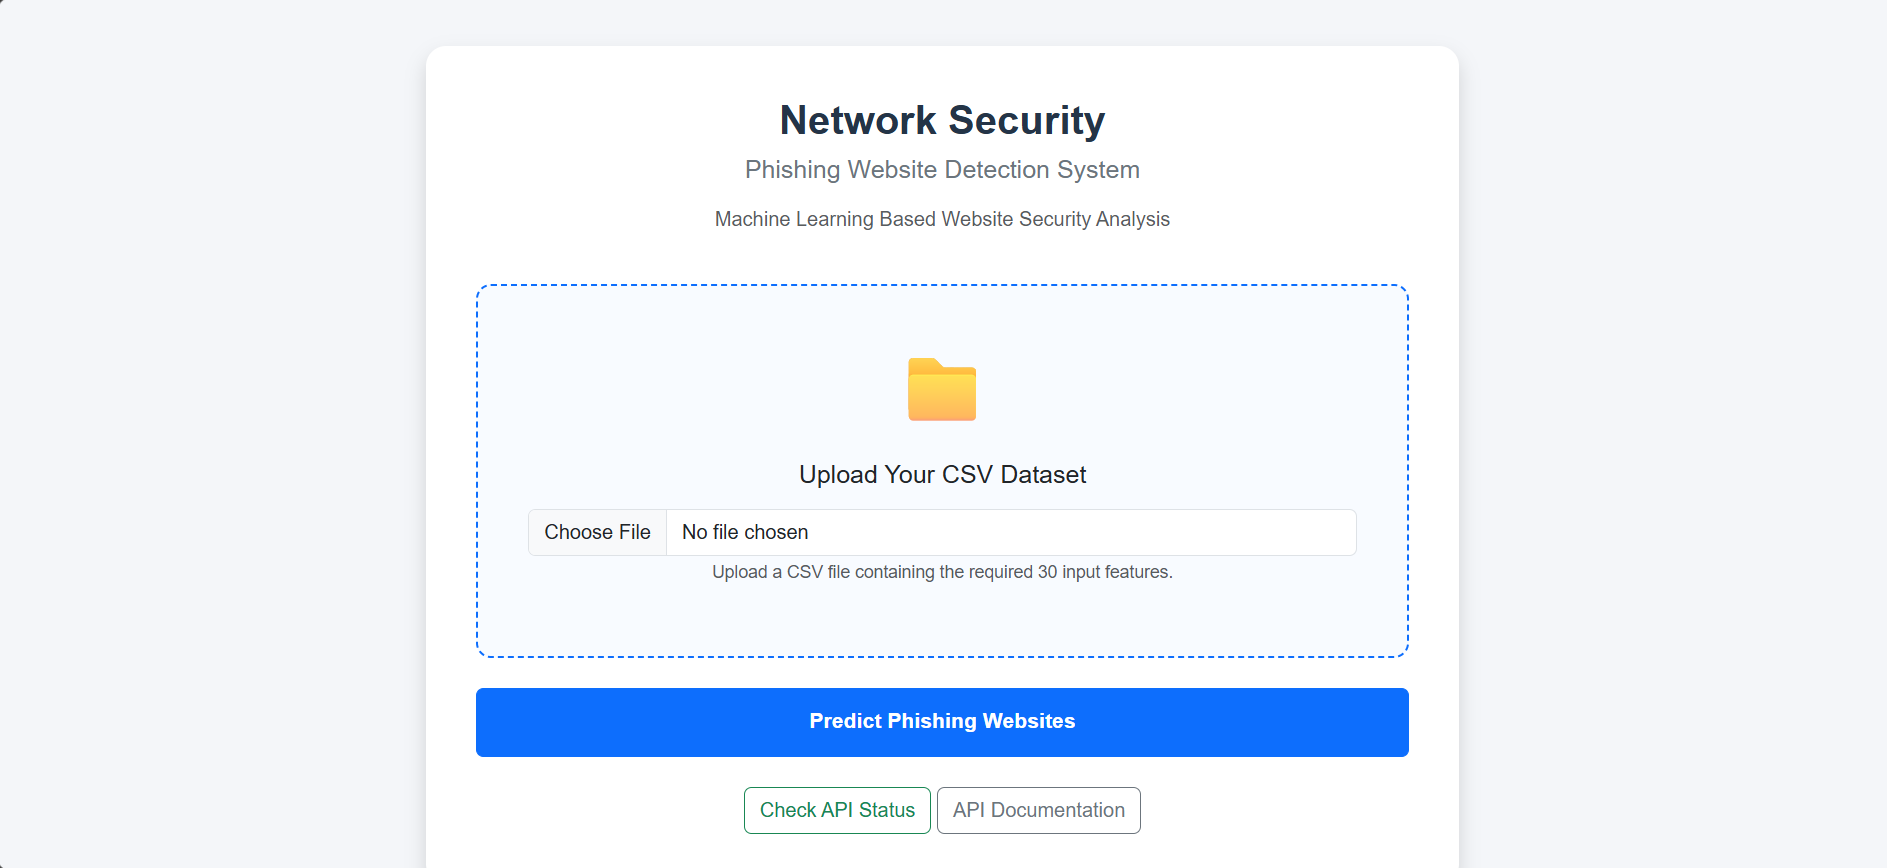 Network Security
Phishing Website Detection System
Machine Learning Based Website Security Analysis
Upload Your CSV Dataset
Choose File No file chosen
Upload a CSV file containing the required 30 input features.
Predict Phishing Websites
Check API Status API Documentation